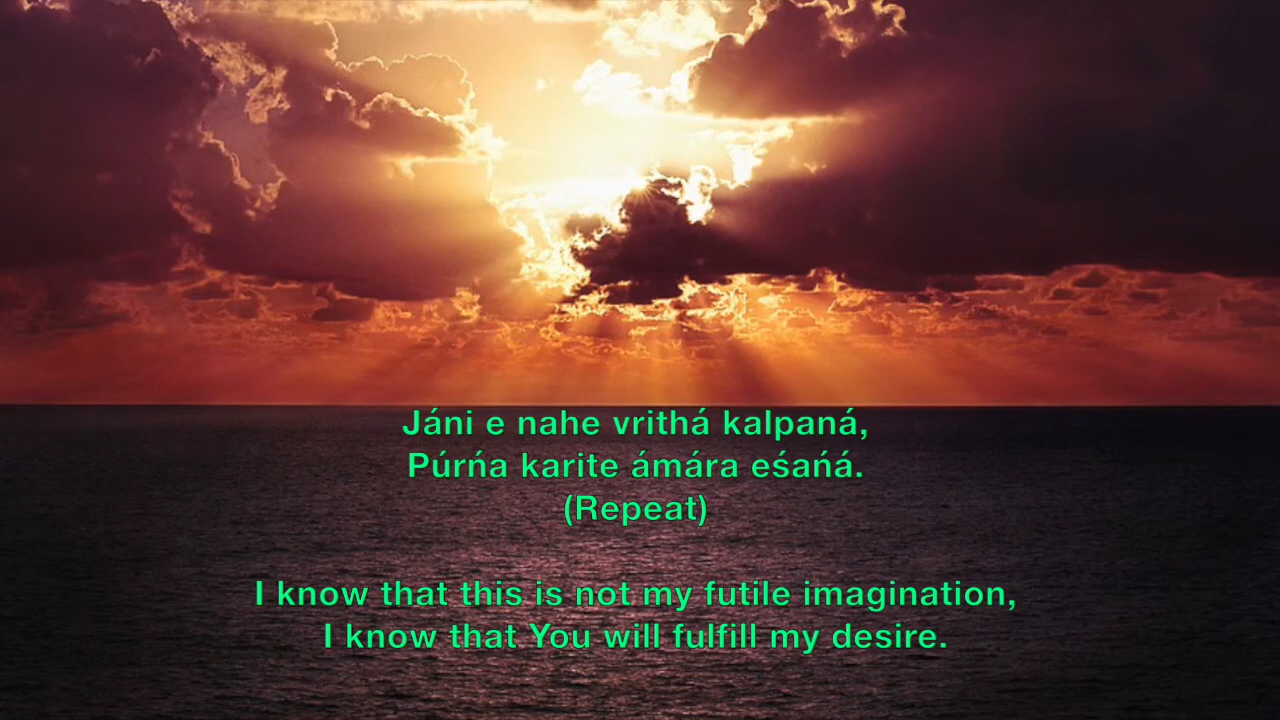 Jáni e nahe vrithá kalpaná,
Púrńa karite ámára eśańá.
(Repeat)
I know that this is not my futile imagination,
I know that You will fulfill my desire.